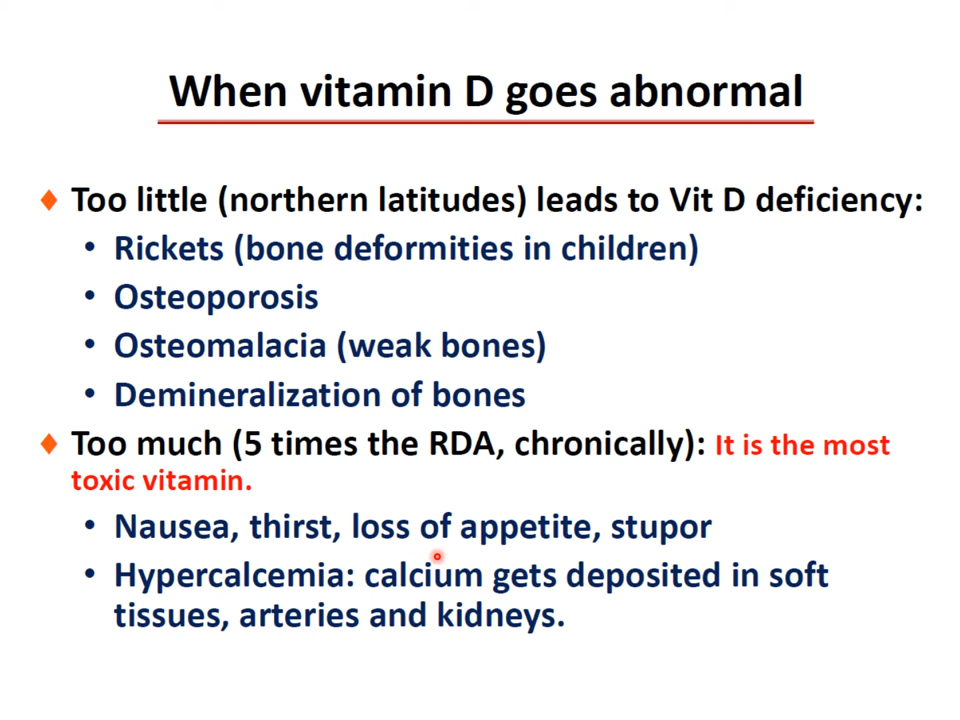 When vitamin D goes abnormal
♦ Too little (northern latitudes) leads to Vit D deficiency:
• Rickets (bone deformities in children)
• Osteoporosis
• Osteomalacia (weak bones)
• Demineralization of bones
♦ Too much (5 times the RDA, chronically): It is the most
toxic vitamin.
• Nausea, thirst, loss of appetite, stupor
• Hypercalcemia: calcium gets deposited in soft
tissues, arteries and kidneys.